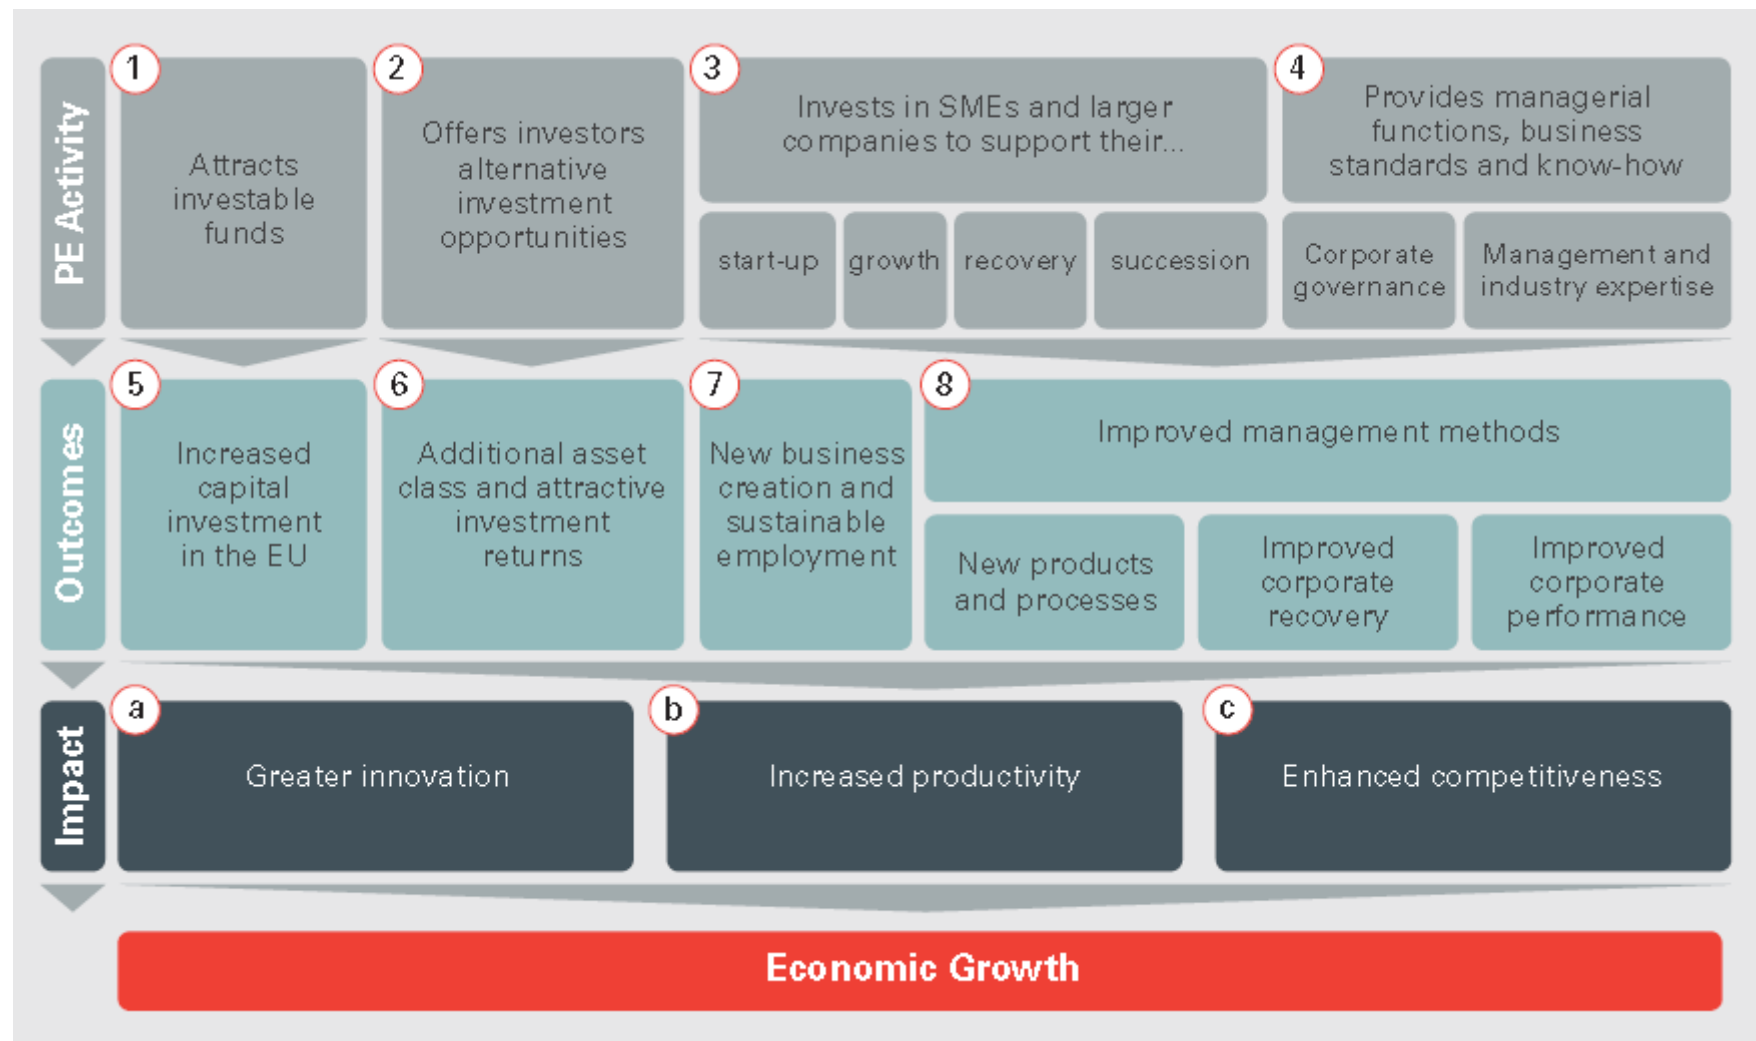 PE Activity
1
Attracts
investable
funds
2
Offers investors
alternative
investment
opportunities
3
Invests in SMEs and larger
companies to support their...
start-up
growth
recovery
succession
4
Provides managerial
functions, business
standards and know-how
Corporate
governance
Management and
industry expertise
Outcomes
5
Increased
capital
investment
in the EU
6
Additional asset
class and attractive
investment
returns
7
New business
creation and
sustainable
employment
8
Improved management methods
New products
and processes
Improved
corporate
recovery
Improved
corporate
performance
Impact
a
Greater innovation
b
Increased productivity
c
Enhanced competitiveness
Economic Growth